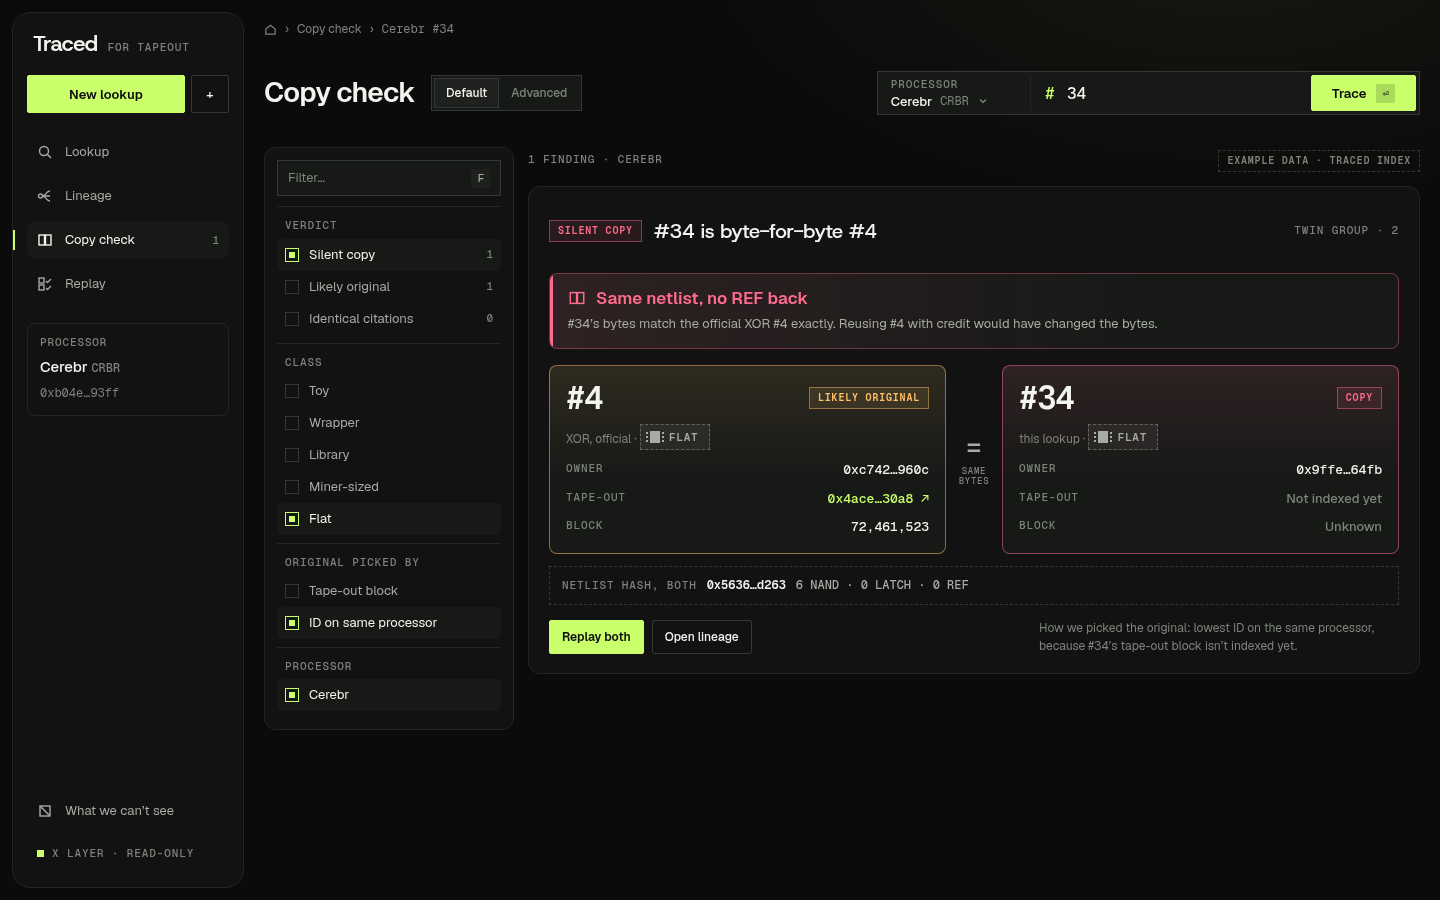 Traced FOR TAPEOUT
New lookup
+
Lookup
Lineage
Copy check 1
Replay
PROCESSOR
Cerebr CRBR
0xb04e…93ff
What we can't see
X LAYER · READ-ONLY
› Copy check › Cerebr #34
Copy check
Default Advanced
PROCESSOR
Cerebr CRBR
# 34
Trace ⏎
Filter… F
VERDICT
Silent copy 1
Likely original 1
Identical citations 0
CLASS
Toy
Wrapper
Library
Miner-sized
Flat
ORIGINAL PICKED BY
Tape-out block
ID on same processor
PROCESSOR
Cerebr
1 FINDING · CEREBR
EXAMPLE DATA · TRACED INDEX
SILENT COPY #34 is byte-for-byte #4
TWIN GROUP · 2
Same netlist, no REF back
#34's bytes match the official XOR #4 exactly. Reusing #4 with credit would have changed the bytes.
#4 LIKELY ORIGINAL
XOR, official · FLAT
OWNER 0xc742…960c
TAPE-OUT 0x4ace…30a8 ↗
BLOCK 72,461,523
=
SAME
BYTES
#34 COPY
this lookup · FLAT
OWNER 0x9ffe…64fb
TAPE-OUT Not indexed yet
BLOCK Unknown
NETLIST HASH, BOTH 0x5636…d263 6 NAND · 0 LATCH · 0 REF
Replay both
Open lineage
How we picked the original: lowest ID on the same processor,
because #34's tape-out block isn't indexed yet.